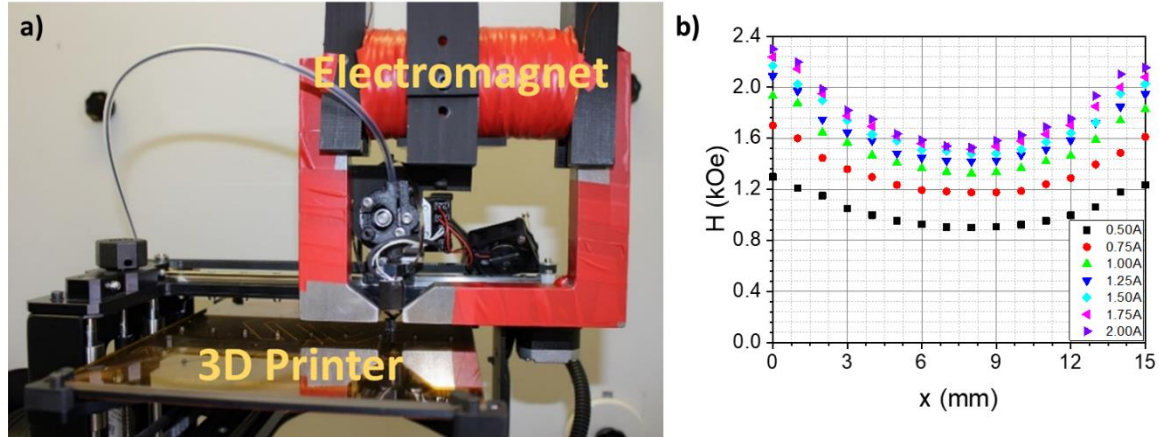 a)
Electromagnet
3D Printer
b)
2.4
2.0
1.6
1.2
0.8
0.4
0.0
H (kOe)
0.50A
0.75A
1.00A
1.25A
1.50A
1.75A
2.00A
0 3 6 9 12 15
x (mm)